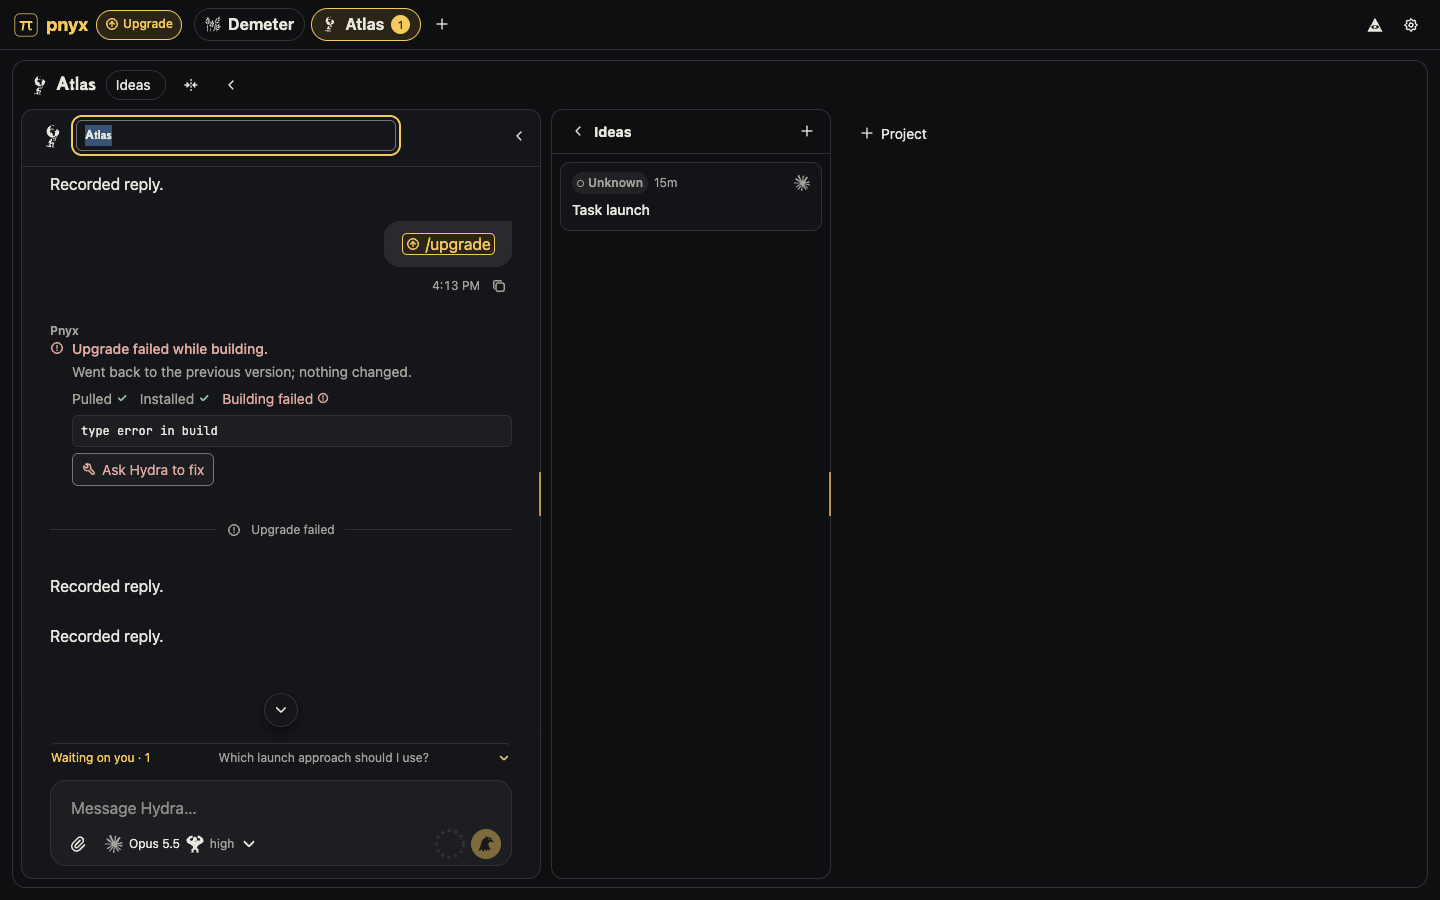 π pnyx Upgrade Demeter Atlas 1
Atlas Ideas
Atlas
Recorded reply.
/upgrade
4:13 PM
Pnyx
Upgrade failed while building.
Went back to the previous version; nothing changed.
Pulled Installed Building failed
type error in build
Ask Hydra to fix
Upgrade failed
Recorded reply.
Recorded reply.
Waiting on you · 1 Which launch approach should I use?
Message Hydra...
Opus 5.5 high
Ideas
Unknown 15m
Task launch
Project